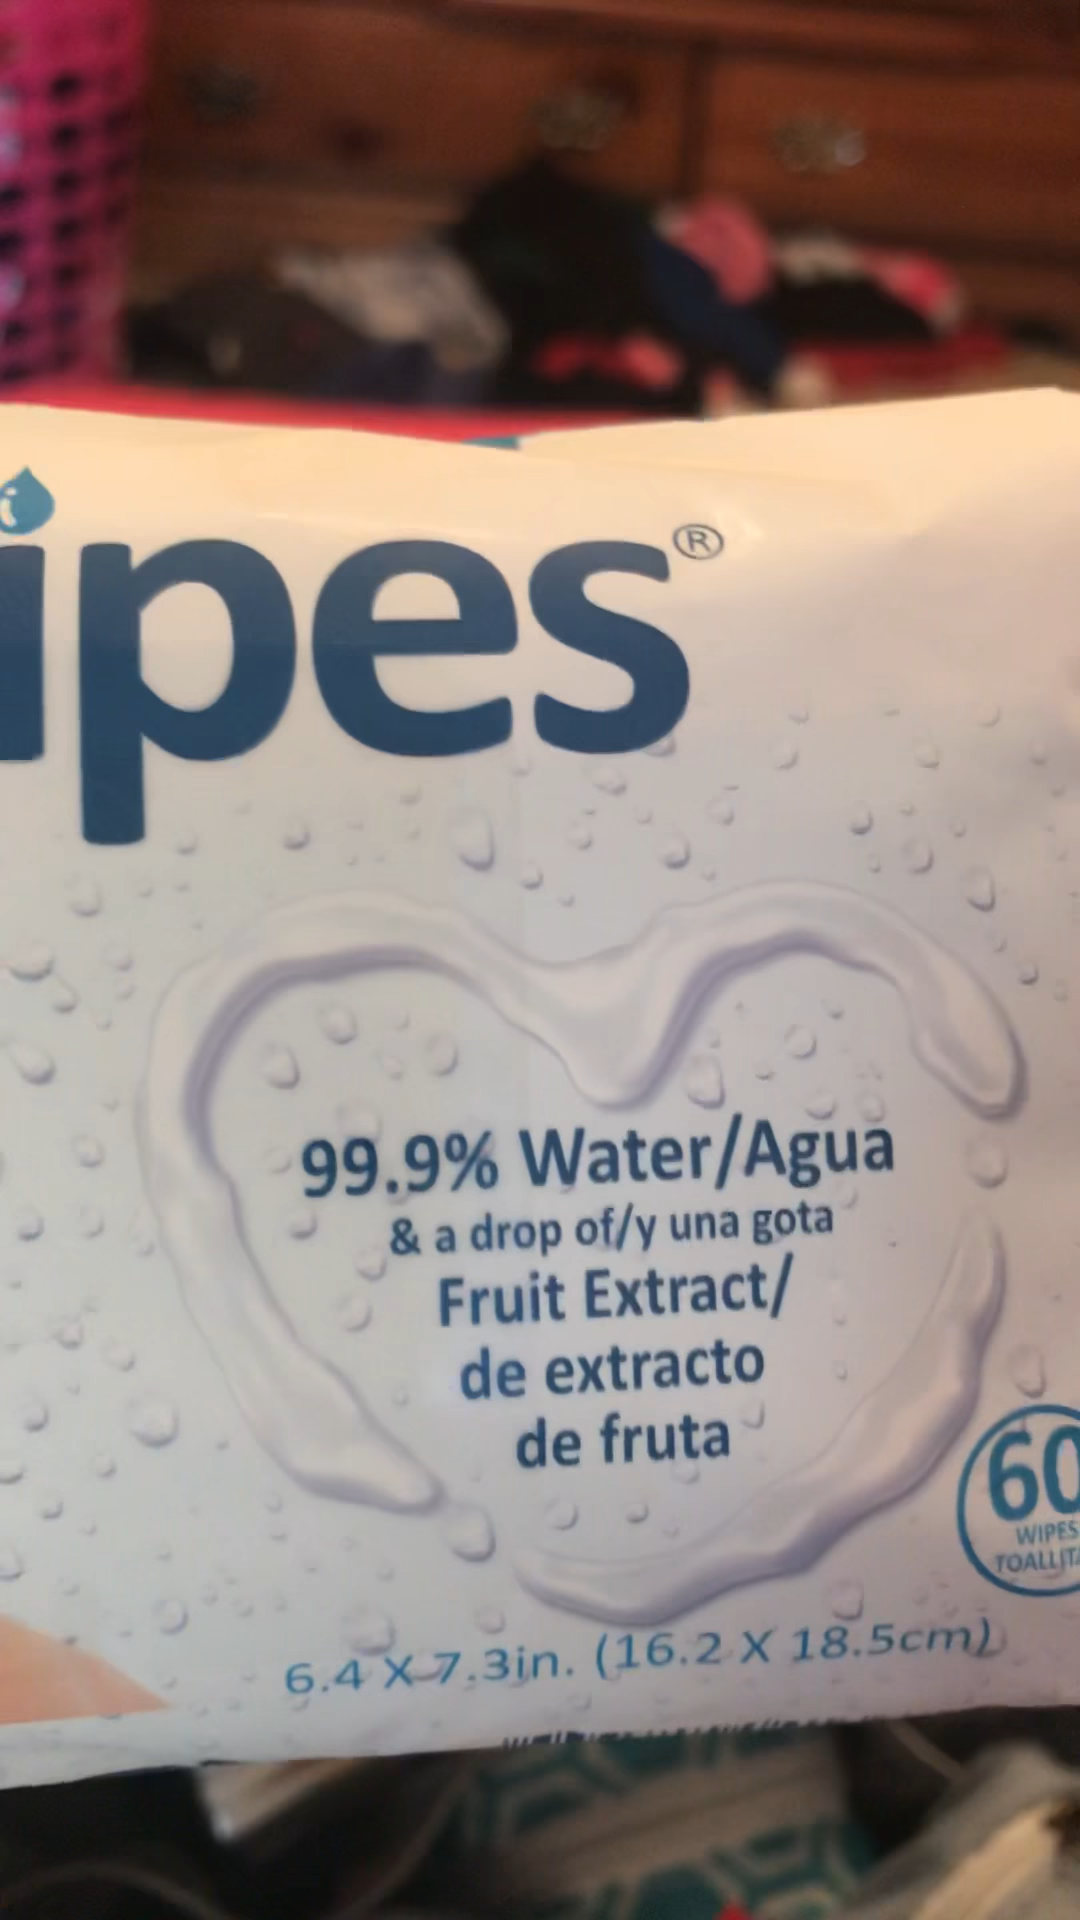 ipes®
99.9% Water/Agua
& a drop of/y una gota
Fruit Extract/
de extracto
de fruta
60
WIPES
TOALLIT
6.4 X 7.3in. (16.2 X 18.5cm)